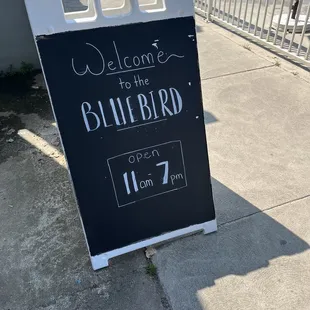 Welcome
to the
BLUEBIRD
open
11am 7pm